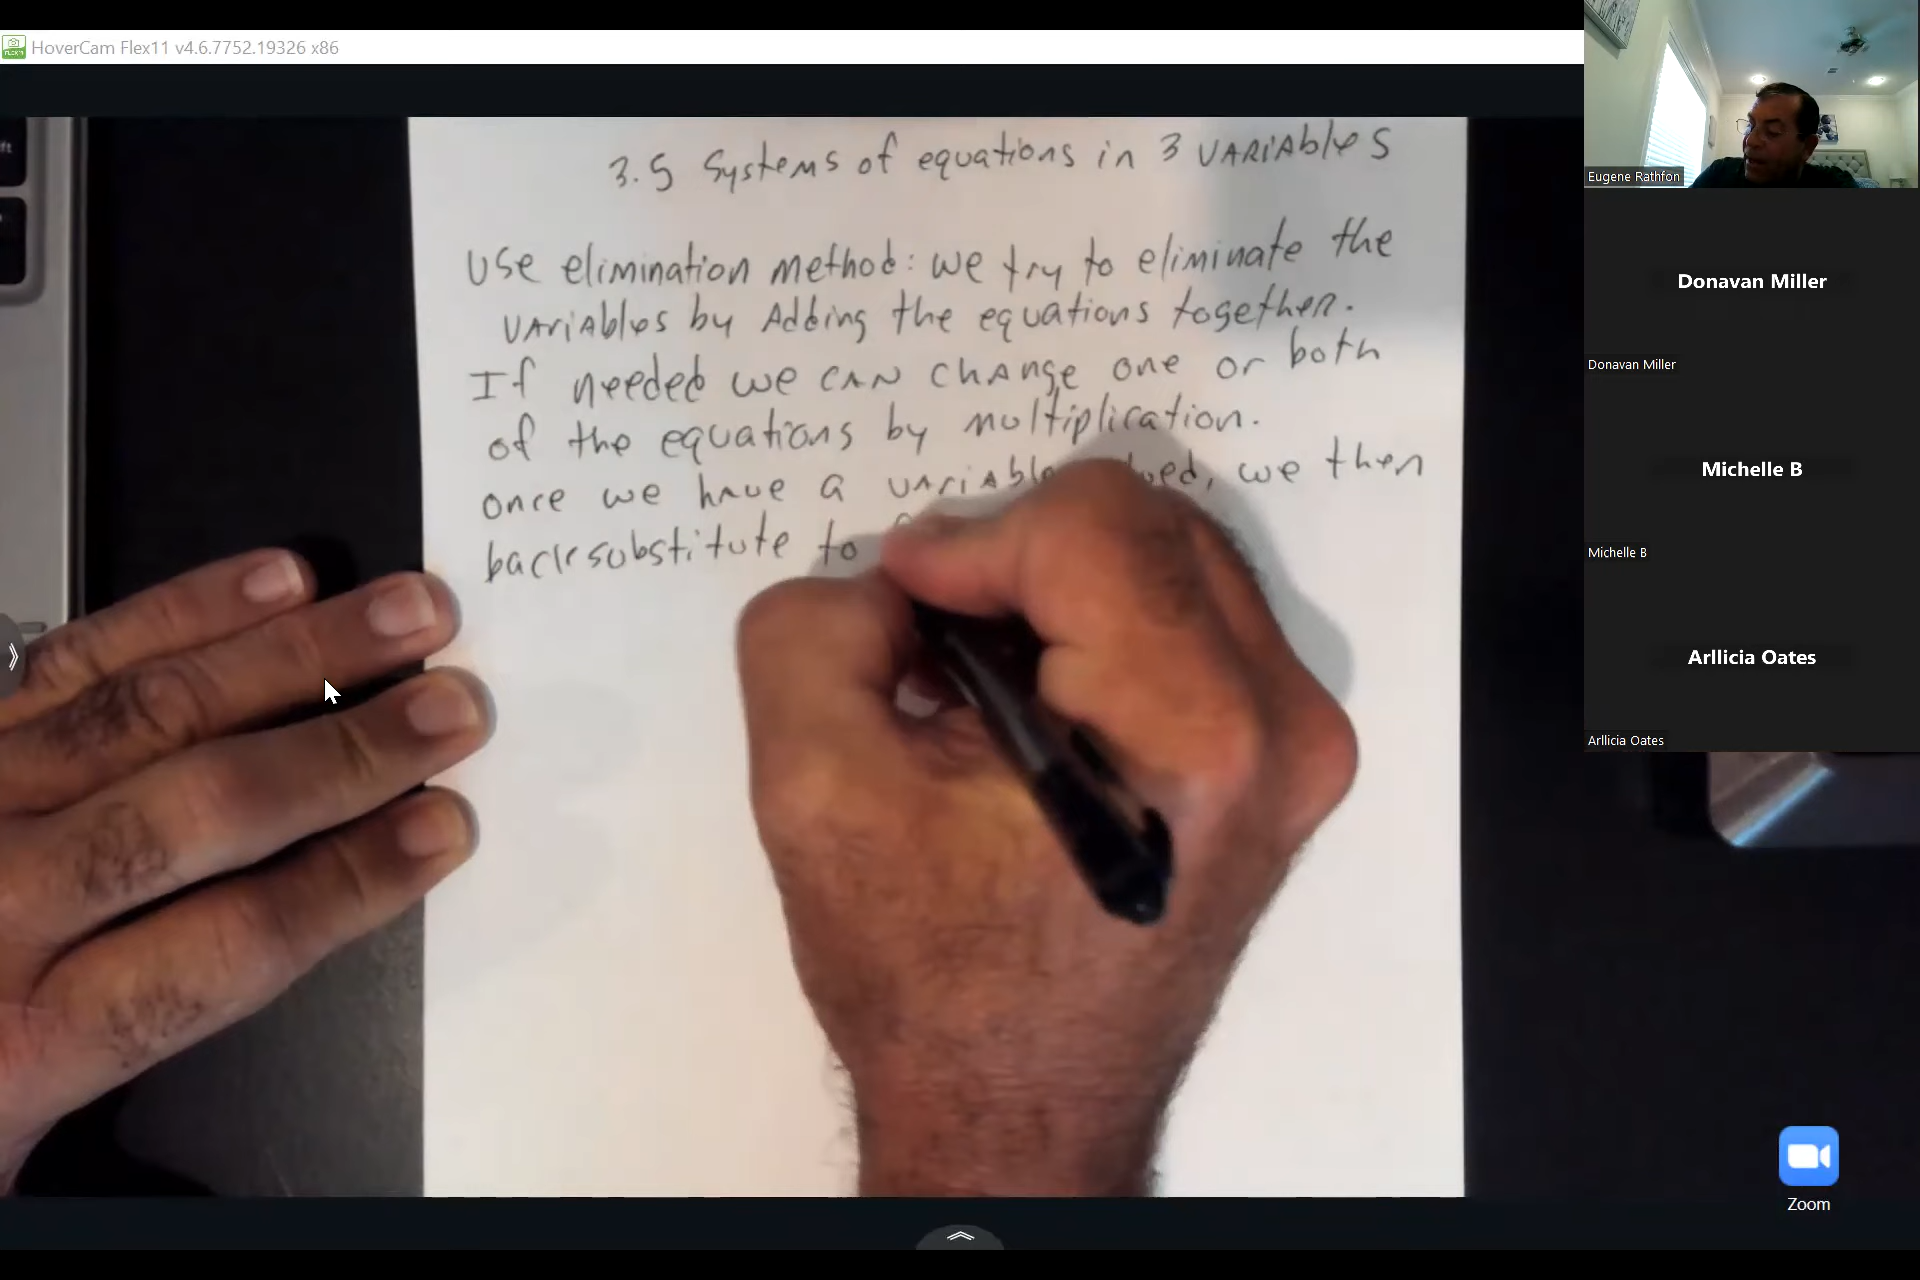 HoverCam Flex11 v4.6.7752.19326 x86
3.5 Systems of equations in 3 variables
Use elimination method: we try to eliminate the
variables by Adding the equations together.
If needed we can change one or both
of the equations by multiplication.
once we have a variable we then
backsubstitute to
Eugene Rathfon
Donavan Miller
Donavan Miller
Michelle B
Michelle B
Arllicia Oates
Arllicia Oates
Zoom